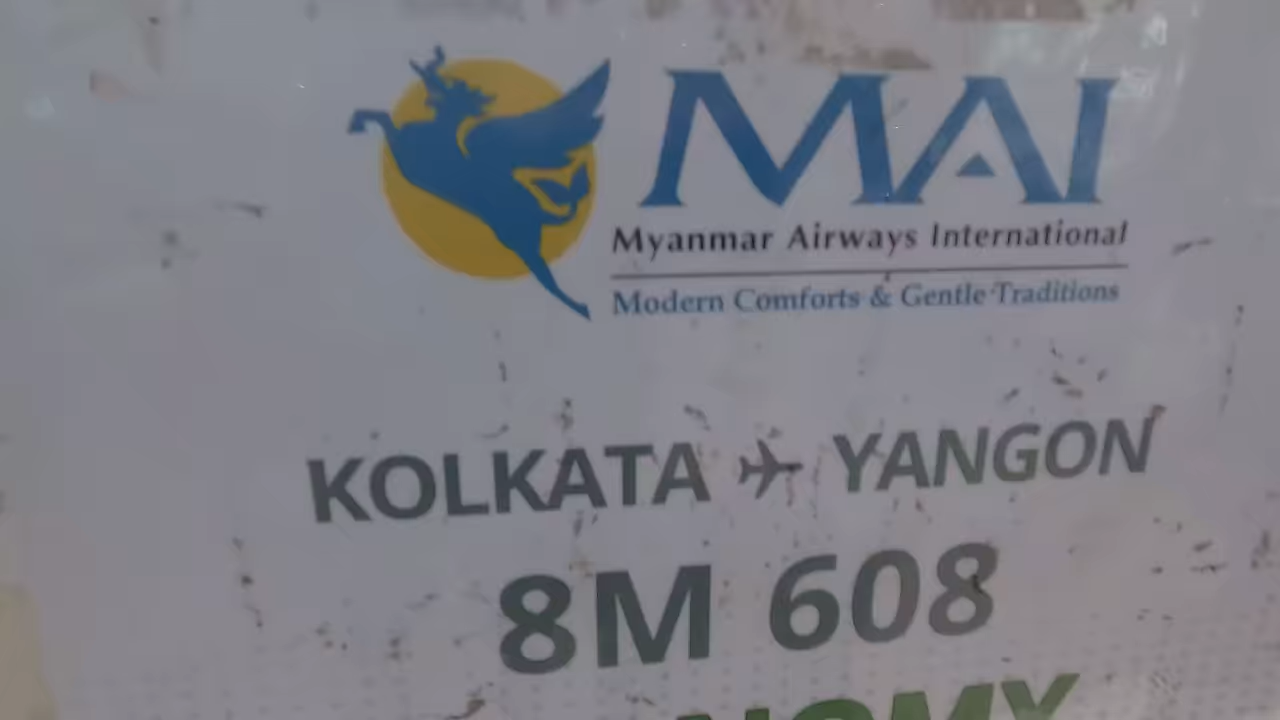 MAI
Myanmar Airways International
Modern Comforts & Gentle Traditions
KOLKATA ✈ YANGON
8M 608